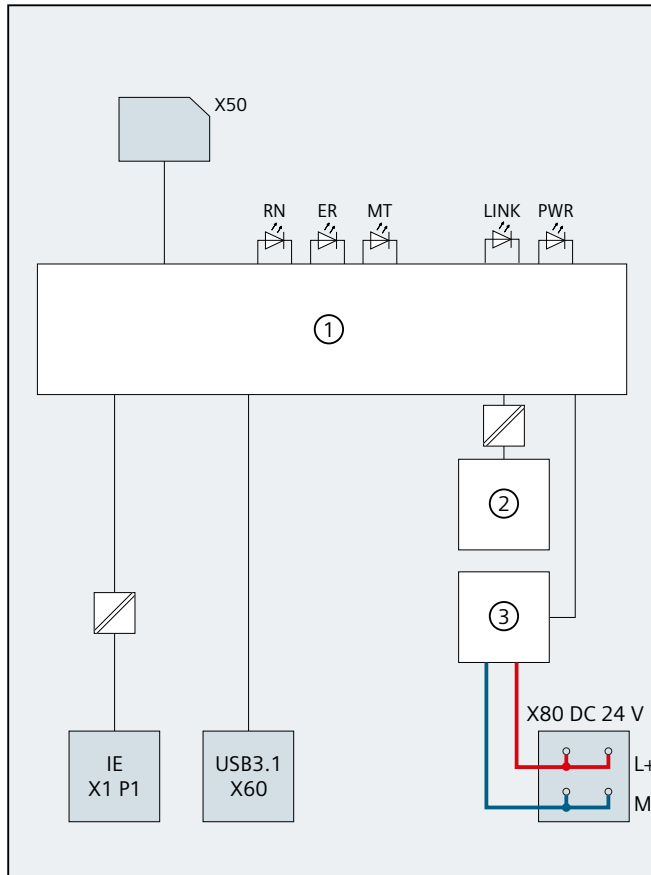 X50
RN ER MT LINK PWR
①
②
③
X80 DC 24 V
IE
X1 P1
USB3.1
X60
L+
M